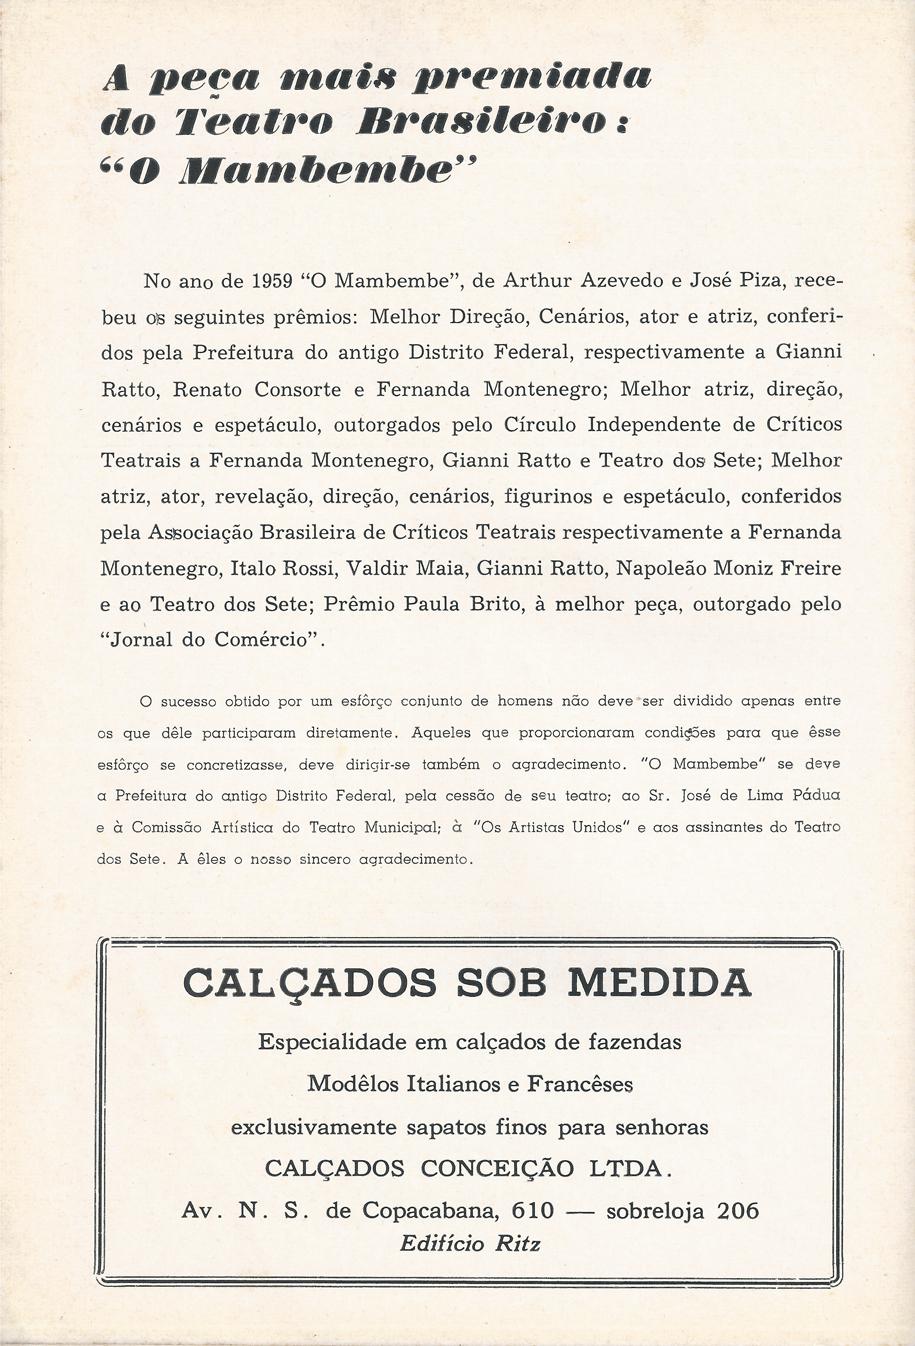 A peça mais premiada
do Teatro Brasileiro:
“O Mambembe”
No ano de 1959 “O Mambembe”, de Arthur Azevedo e José Piza, rece-
beu os seguintes prêmios: Melhor Direção, Cenários, ator e atriz, conferi-
dos pela Prefeitura do antigo Distrito Federal, respectivamente a Gianni
Ratto, Renato Consorte e Fernanda Montenegro; Melhor atriz, direção,
cenários e espetáculo, outorgados pelo Círculo Independente de Críticos
Teatrais a Fernanda Montenegro, Gianni Ratto e Teatro dos Sete; Melhor
atriz, ator, revelação, direção, cenários, figurinos e espetáculo, conferidos
pela Associação Brasileira de Críticos Teatrais respectivamente a Fernanda
Montenegro, Italo Rossi, Valdir Maia, Gianni Ratto, Napoleão Moniz Freire
e ao Teatro dos Sete; Prêmio Paula Brito, à melhor peça, outorgado pelo
“Jornal do Comércio”.
O sucesso obtido por um esfôrço conjunto de homens não deve ser dividido apenas entre
os que dêle participaram diretamente. Aqueles que proporcionaram condições para que êsse
esfôrço se concretizasse, deve dirigir-se também o agradecimento. "O Mambembe" se deve
a Prefeitura do antigo Distrito Federal, pela cessão de seu teatro; ao Sr. José de Lima Pádua
e à Comissão Artística do Teatro Municipal; à "Os Artistas Unidos" e aos assinantes do Teatro
dos Sete. A êles o nosso sincero agradecimento.
CALÇADOS SOB MEDIDA
Especialidade em calçados de fazendas
Modêlos Italianos e Francêses
exclusivamente sapatos finos para senhoras
CALÇADOS CONCEIÇÃO LTDA.
Av. N. S. de Copacabana, 610 — sobreloja 206
Edifício Ritz